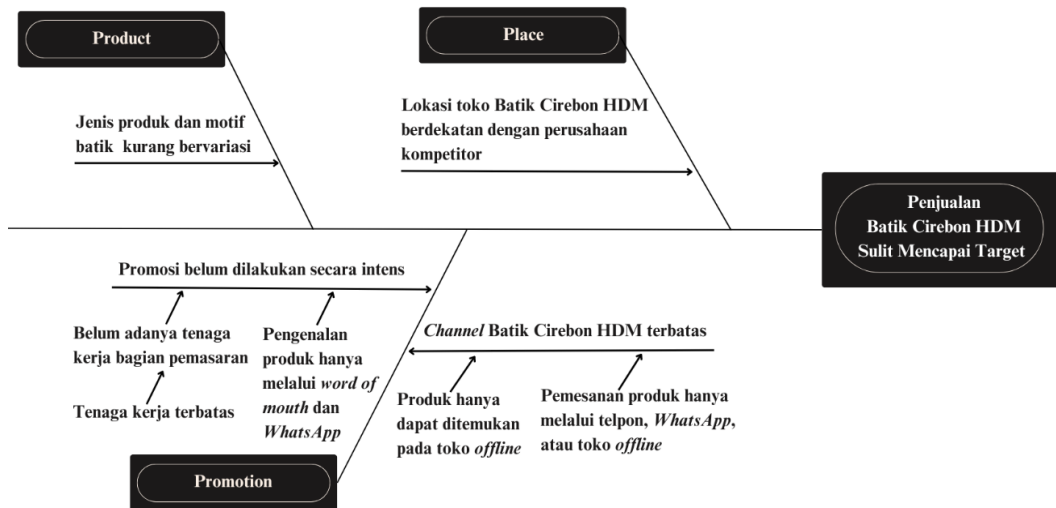 Product
Place
Jenis produk dan motif
batik kurang bervariasi
Lokasi toko Batik Cirebon HDM
berdekatan dengan perusahaan
kompetitor
Penjualan
Batik Cirebon HDM
Sulit Mencapai Target
Promosi belum dilakukan secara intens
Belum adanya tenaga
kerja bagian pemasaran
Tenaga kerja terbatas
Pengenalan
produk hanya
melalui word of
mouth dan
WhatsApp
Channel Batik Cirebon HDM terbatas
Produk hanya
dapat ditemukan
pada toko offline
Pemesanan produk hanya
melalui telpon, WhatsApp,
atau toko offline
Promotion